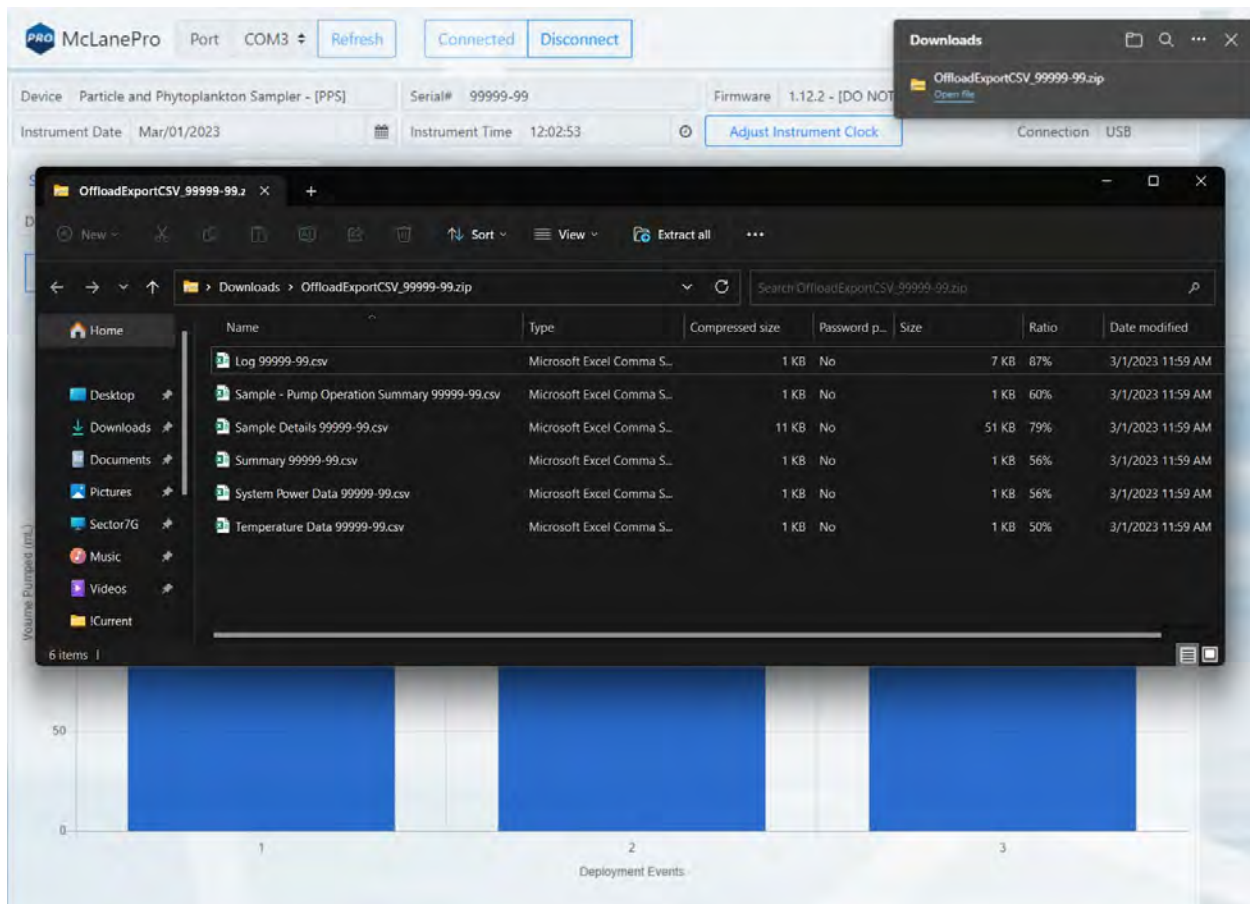 PRO McLanePro Port COM3 Refresh Connected Disconnect
Downloads
OffloadExportCSV_99999-99.zip
Open file
Device Particle and Phytoplankton Sampler - [PPS] Serial# 99999-99 Firmware 1.12.2 - [DO NOT
Instrument Date Mar/01/2023 Instrument Time 12:02:53 Adjust Instrument Clock Connection USB
OffloadExportCSV_99999-99.z
New Sort View Extract all
Downloads > OffloadExportCSV_99999-99.zip Search OffloadExportCSV_99999-99.zip
Home
Desktop
Downloads
Documents
Pictures
Sector7G
Music
Videos
!Current
Name Type Compressed size Password p... Size Ratio Date modified
Log 99999-99.csv Microsoft Excel Comma S... 1 KB No 7 KB 87% 3/1/2023 11:59 AM
Sample - Pump Operation Summary 99999-99.csv Microsoft Excel Comma S... 1 KB No 1 KB 60% 3/1/2023 11:59 AM
Sample Details 99999-99.csv Microsoft Excel Comma S... 11 KB No 51 KB 79% 3/1/2023 11:59 AM
Summary 99999-99.csv Microsoft Excel Comma S... 1 KB No 1 KB 56% 3/1/2023 11:59 AM
System Power Data 99999-99.csv Microsoft Excel Comma S... 1 KB No 1 KB 56% 3/1/2023 11:59 AM
Temperature Data 99999-99.csv Microsoft Excel Comma S... 1 KB No 1 KB 50% 3/1/2023 11:59 AM
6 items
Volume Pumped (mL)
50
0
1 2 3
Deployment Events